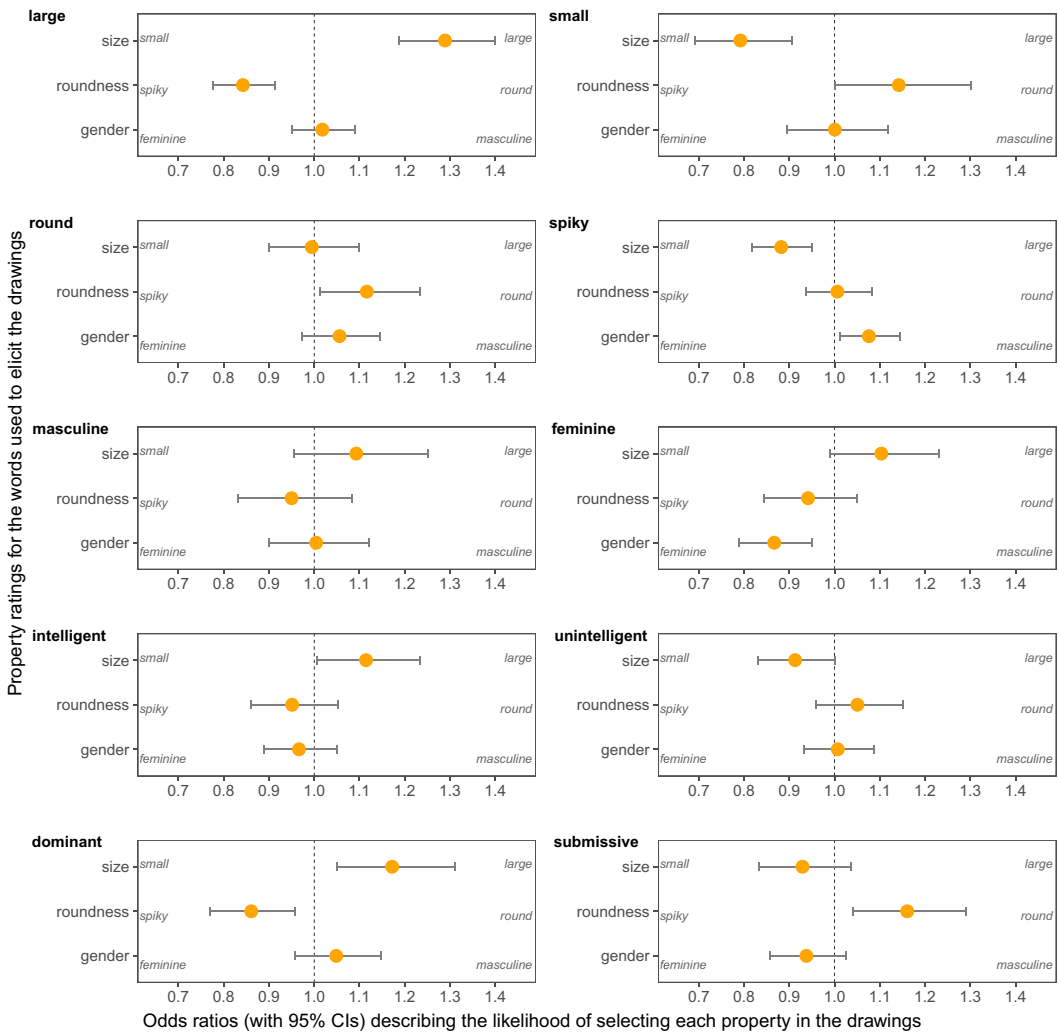 Property ratings for the words used to elicit the drawings
large
size
roundness
gender
small
large
spiky
round
feminine
masculine
0.7 0.8 0.9 1.0 1.1 1.2 1.3 1.4
small
size
roundness
gender
small
large
spiky
round
feminine
masculine
0.7 0.8 0.9 1.0 1.1 1.2 1.3 1.4
round
size
roundness
gender
small
large
spiky
round
feminine
masculine
0.7 0.8 0.9 1.0 1.1 1.2 1.3 1.4
spiky
size
roundness
gender
small
large
spiky
round
feminine
masculine
0.7 0.8 0.9 1.0 1.1 1.2 1.3 1.4
masculine
size
roundness
gender
small
large
spiky
round
feminine
masculine
0.7 0.8 0.9 1.0 1.1 1.2 1.3 1.4
feminine
size
roundness
gender
small
large
spiky
round
feminine
masculine
0.7 0.8 0.9 1.0 1.1 1.2 1.3 1.4
intelligent
size
roundness
gender
small
large
spiky
round
feminine
masculine
0.7 0.8 0.9 1.0 1.1 1.2 1.3 1.4
unintelligent
size
roundness
gender
small
large
spiky
round
feminine
masculine
0.7 0.8 0.9 1.0 1.1 1.2 1.3 1.4
dominant
size
roundness
gender
small
large
spiky
round
feminine
masculine
0.7 0.8 0.9 1.0 1.1 1.2 1.3 1.4
submissive
size
roundness
gender
small
large
spiky
round
feminine
masculine
0.7 0.8 0.9 1.0 1.1 1.2 1.3 1.4
Odds ratios (with 95% CIs) describing the likelihood of selecting each property in the drawings